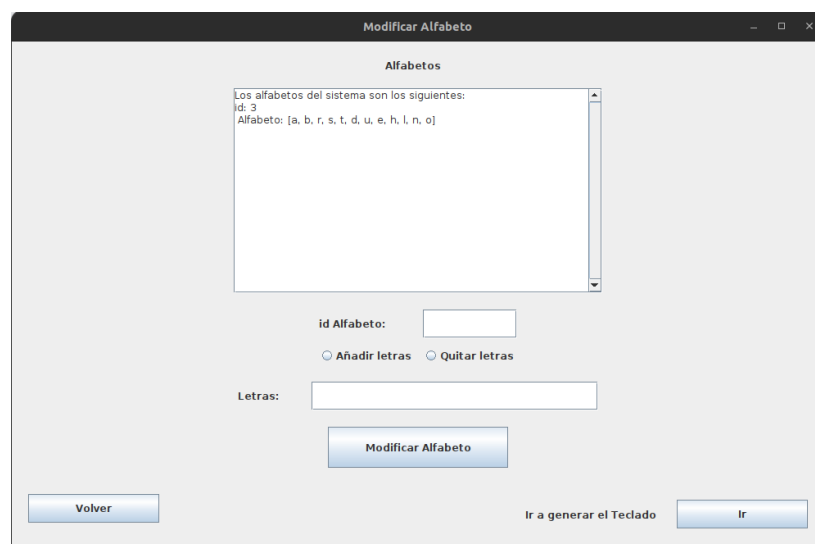 Modificar Alfabeto
Alfabetos
Los alfabetos del sistema son los siguientes:
id: 3
Alfabeto: [a, b, r, s, t, d, u, e, h, l, n, o]
id Alfabeto:
Añadir letras Quitar letras
Letras:
Modificar Alfabeto
Volver
Ir a generar el Teclado Ir